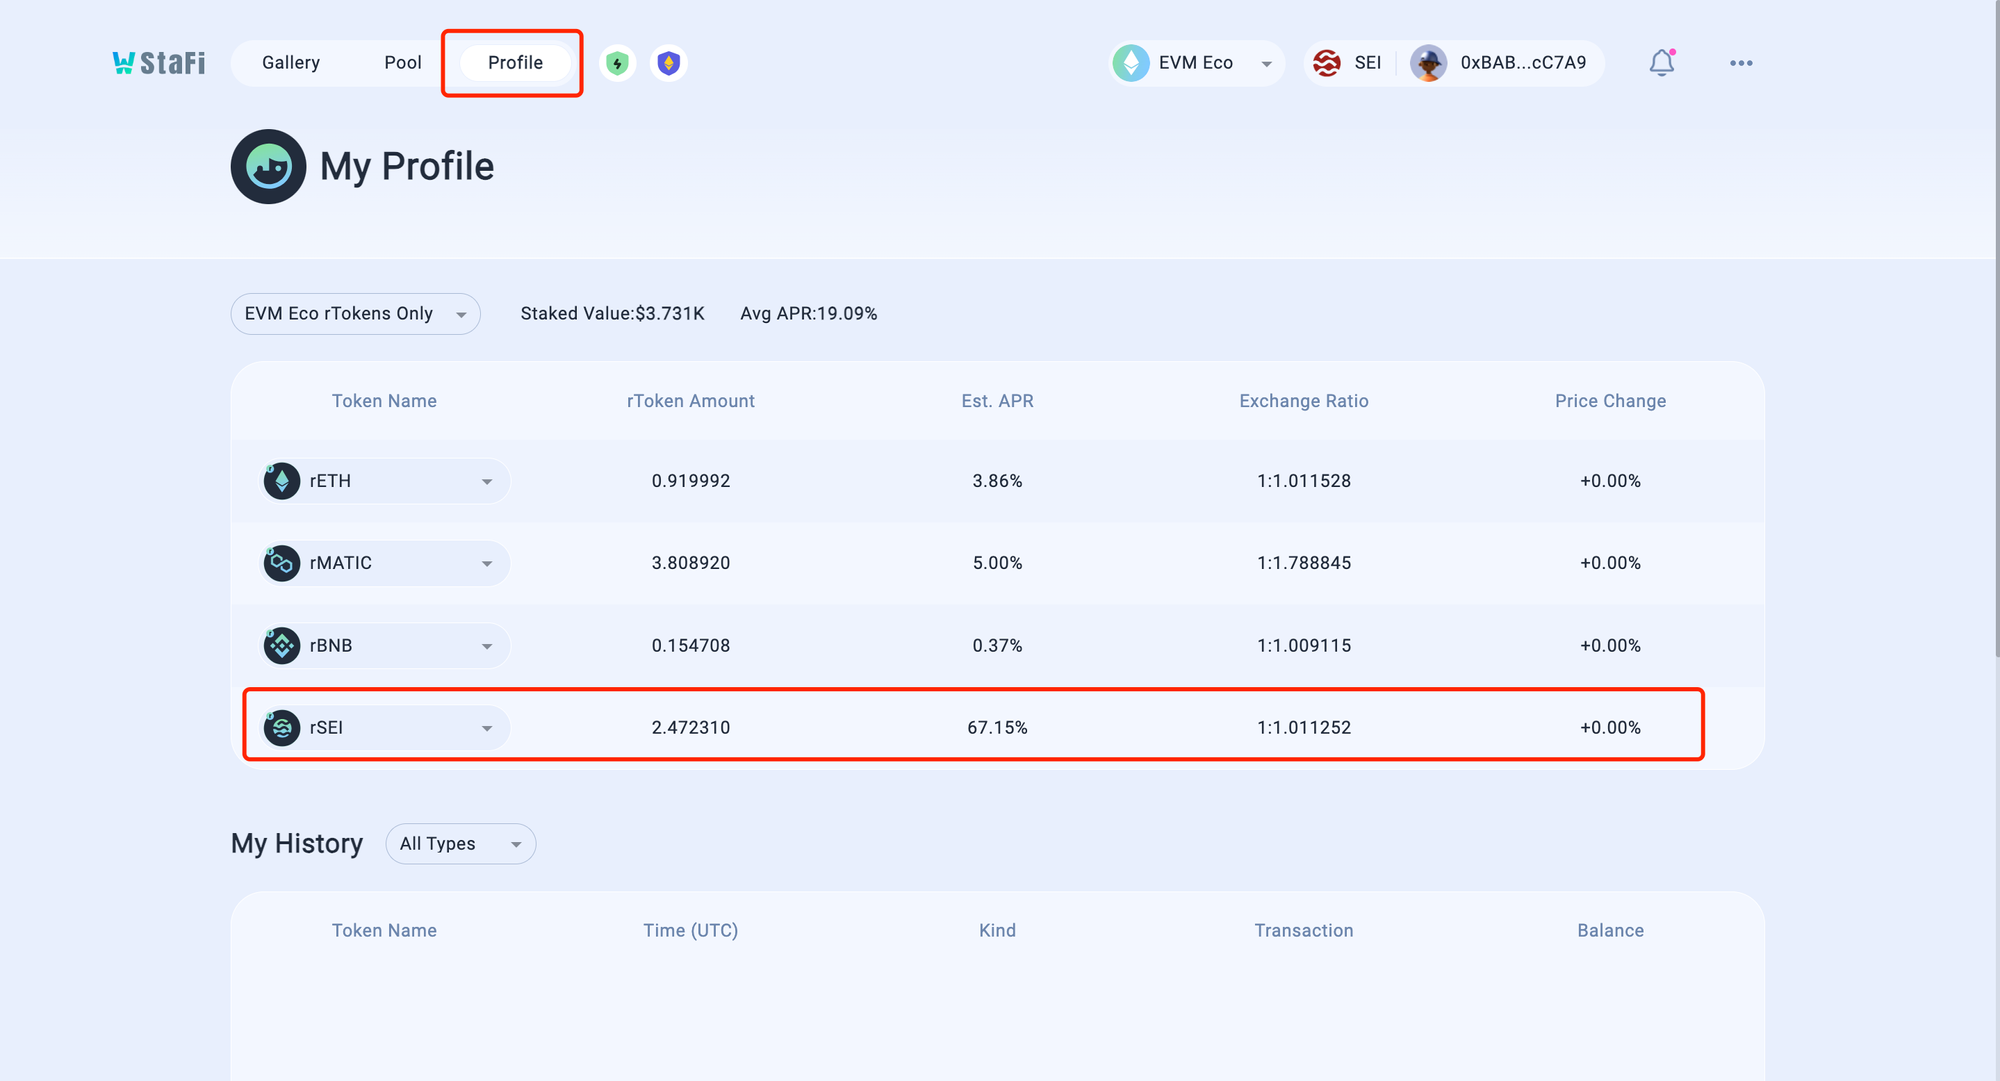 StaFi Gallery Pool Profile EVM Eco SEI 0xBAB...cC7A9
My Profile
EVM Eco rTokens Only Staked Value:$3.731K Avg APR:19.09%
Token Name rToken Amount Est. APR Exchange Ratio Price Change
rETH 0.919992 3.86% 1:1.011528 +0.00%
rMATIC 3.808920 5.00% 1:1.788845 +0.00%
rBNB 0.154708 0.37% 1:1.009115 +0.00%
rSEI 2.472310 67.15% 1:1.011252 +0.00%
My History All Types
Token Name Time (UTC) Kind Transaction Balance